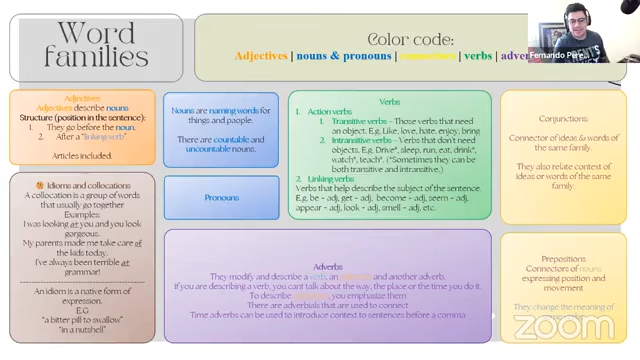 Word
families
Color code:
Adjectives | nouns & pronouns | connectors | verbs | adver
Fernando Pére
Adjectives
Adjectives describe nouns.
Structure (position in the sentence):
1. They go before the noun.
2. After a "linking verb"
Articles included.
Nouns are naming words for
things and people.
There are countable and
uncountable nouns.
Pronouns
Verbs
1. Action verbs
1. Transitive verbs - Those verbs that need
an object. E.g. Like, love, hate, enjoy, bring
2. Intransitive verbs - Verbs that don't need
objects. E.g. Drive*, sleep, run, eat, drink*,
watch*, teach*. (*Sometimes they can be
both transitive and intransitive.)
2. Linking verbs
Verbs that help describe the subject of the sentence.
E.g. be + adj, get + adj, become + adj, seem + adj,
appear + adj, look + adj, smell + adj, etc.
Conjunctions:
Connector of ideas & words of
the same family.
They also relate context of
ideas or words of the same
family.
Idioms and collocations
A collocation is a group of words
that usually go together
Examples:
I was looking at you and you look
gorgeous.
My parents made me take care of
the kids today.
I've always been terrible at
grammar!
An idiom is a native form of
expression.
E.G
"a bitter pill to swallow"
"in a nutshell"
Adverbs
They modify and describe a verb, an adjective and another adverb.
If you are describing a verb, you can't talk about the way, the place or the time you do it.
To describe adjectives, you emphasize them
There are adverbials that are used to connect
Time adverbs can be used to introduce context to sentences before a comma
Prepositions
Connectors of nouns
expressing position and
movement
They change the meaning of
zoom